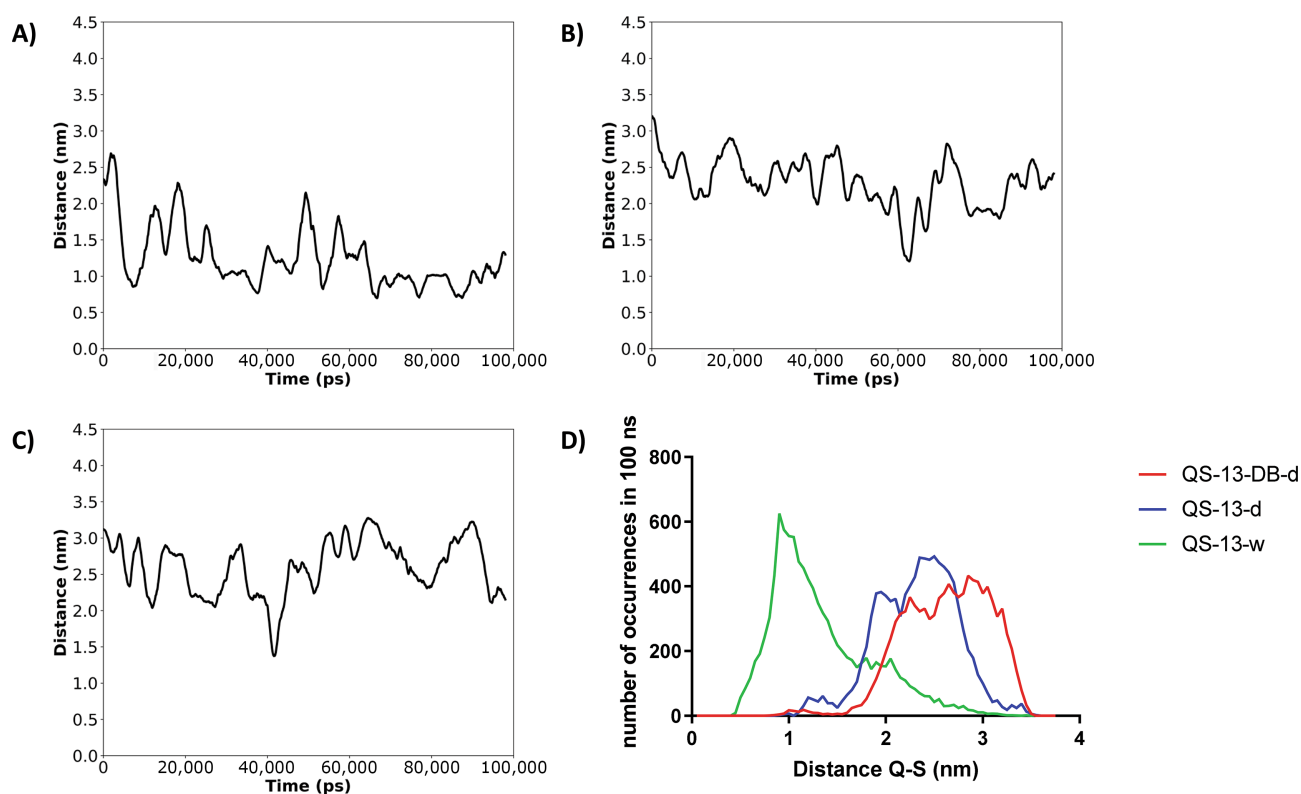 A)
4.5
4.0
3.5
3.0
2.5
2.0
1.5
1.0
0.5
0.0
Distance (nm)
0 20,000 40,000 60,000 80,000 100,000
Time (ps)
B)
4.5
4.0
3.5
3.0
2.5
2.0
1.5
1.0
0.5
0.0
Distance (nm)
0 20,000 40,000 60,000 80,000 100,000
Time (ps)
C)
4.5
4.0
3.5
3.0
2.5
2.0
1.5
1.0
0.5
0.0
Distance (nm)
0 20,000 40,000 60,000 80,000 100,000
Time (ps)
D)
number of occurrences in 100 ns
800
600
400
200
0
0 1 2 3 4
Distance Q-S (nm)
QS-13-DB-d
QS-13-d
QS-13-w